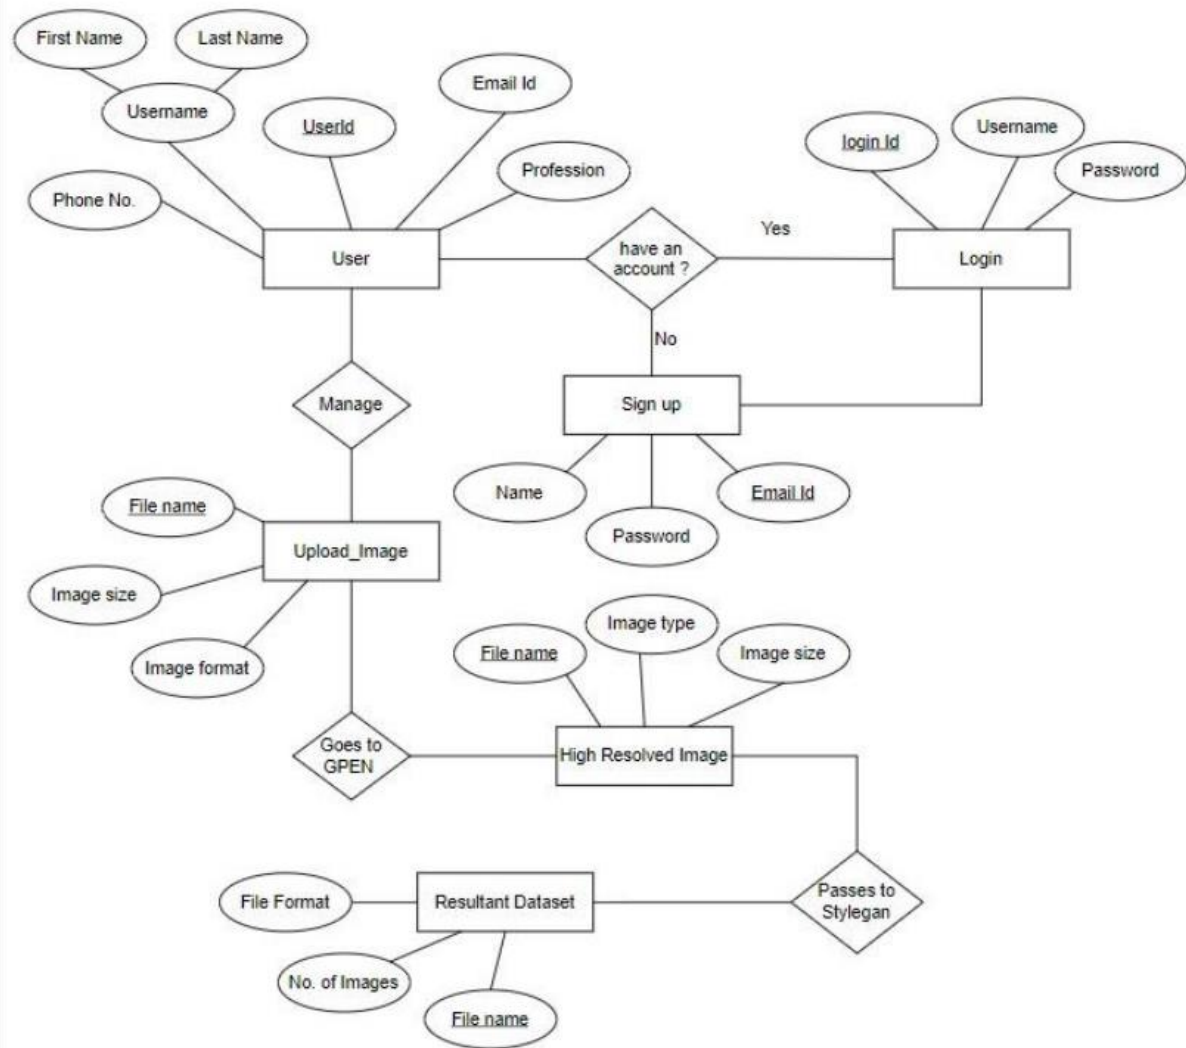 First Name
Last Name
Email Id
Username
UserId
login Id
Username
Password
Profession
Phone No.
User
have an
account ?
Yes
Login
No
Manage
Sign up
Name
Email Id
Password
File name
Upload_Image
Image size
Image format
Image type
File name
Image size
Goes to
GPEN
High Resolved Image
File Format
Resultant Dataset
Passes to
Stylegan
No. of Images
File name